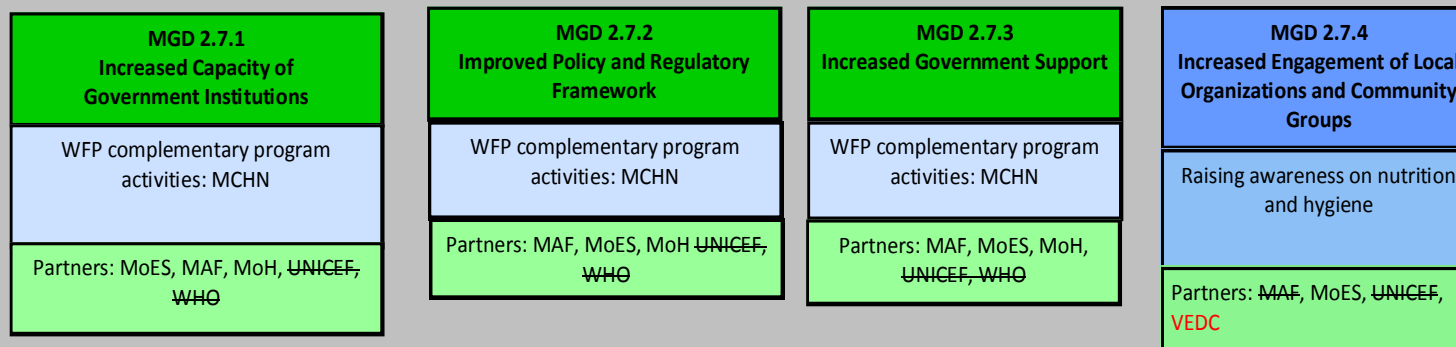 MGD 2.7.1
Increased Capacity of
Government Institutions
WFP complementary program
activities: MCHN
Partners: MoES, MAF, MoH, UNICEF,
WHO
MGD 2.7.2
Improved Policy and Regulatory
Framework
WFP complementary program
activities: MCHN
Partners: MAF, MoES, MoH UNICEF,
WHO
MGD 2.7.3
Increased Government Support
WFP complementary program
activities: MCHN
Partners: MAF, MoES, MoH,
UNICEF, WHO
MGD 2.7.4
Increased Engagement of Local
Organizations and Community
Groups
Raising awareness on nutrition
and hygiene
Partners: MAF, MoES, UNICEF,
VEDC